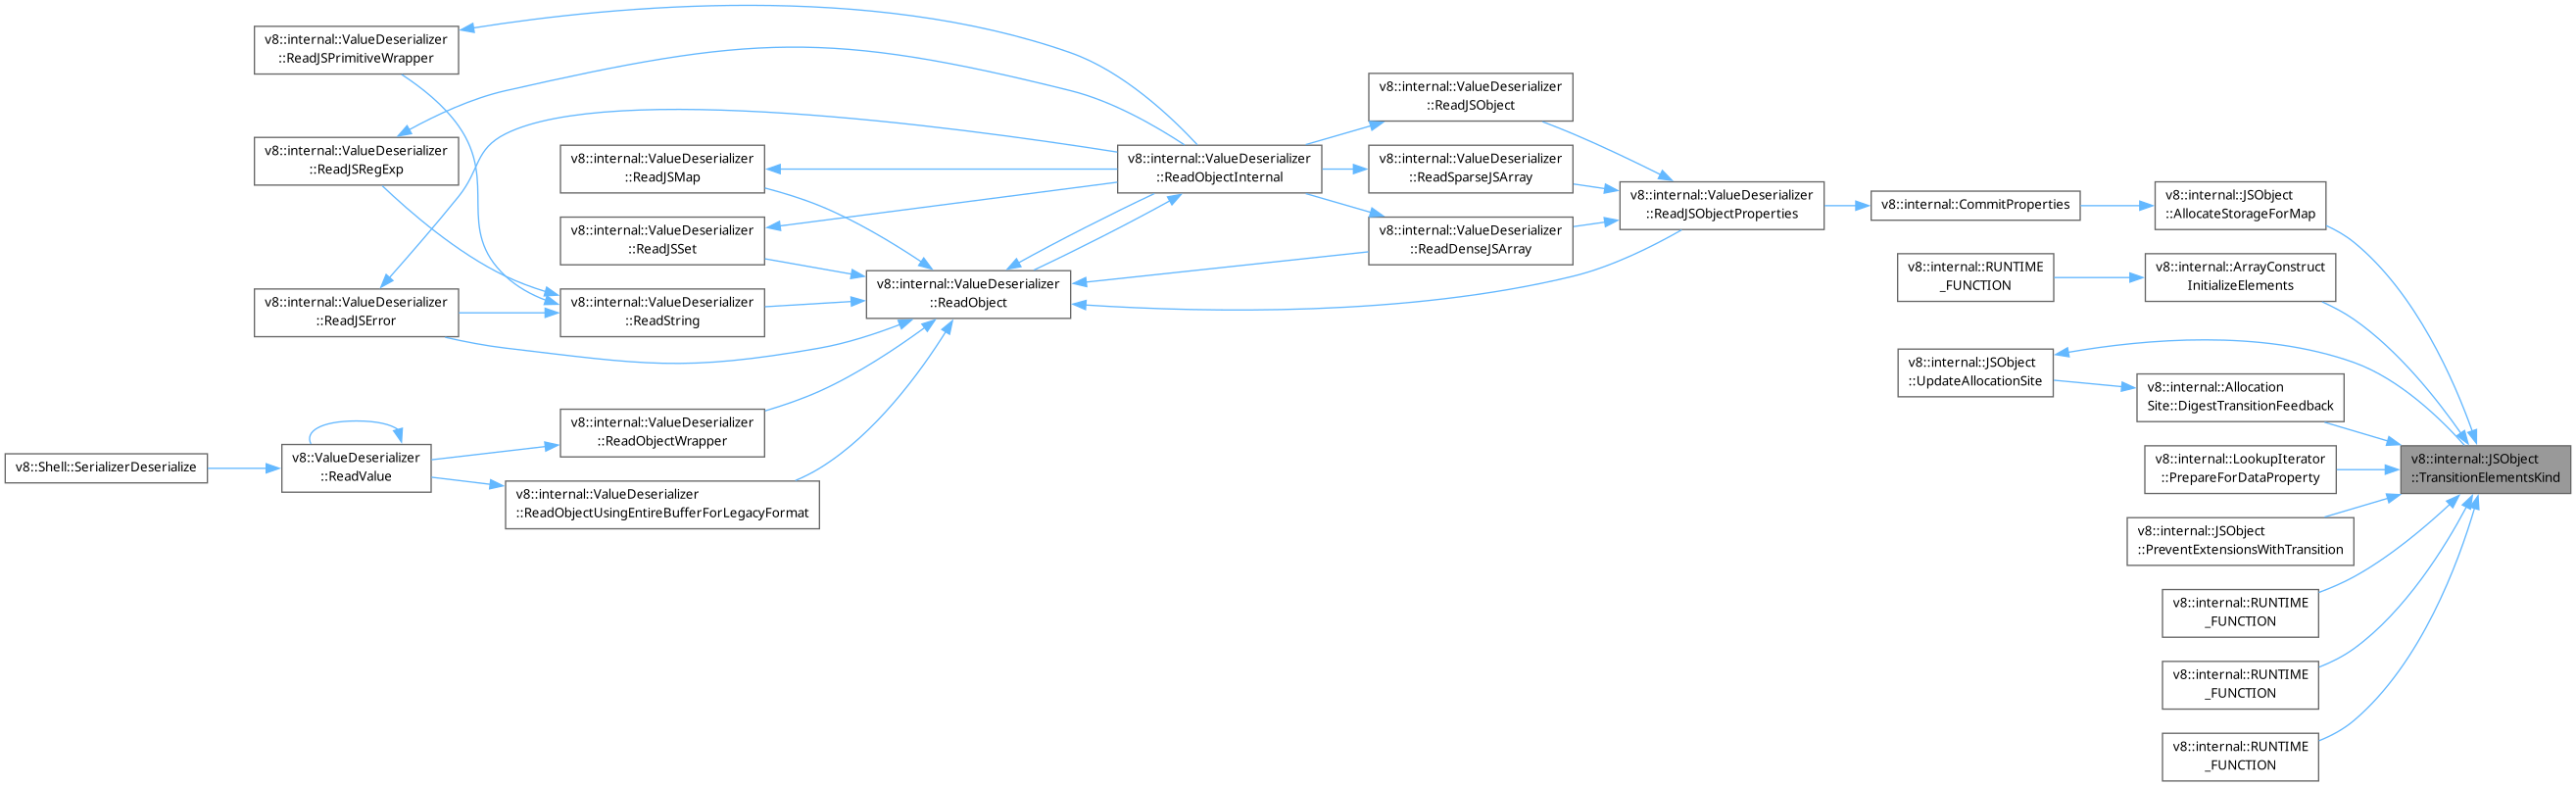 v8::internal::ValueDeserializer
::ReadJSPrimitiveWrapper
v8::internal::ValueDeserializer
::ReadJSRegExp
v8::internal::ValueDeserializer
::ReadJSError
v8::Shell::SerializerDeserialize
v8::ValueDeserializer
::ReadValue
v8::internal::ValueDeserializer
::ReadJSMap
v8::internal::ValueDeserializer
::ReadJSSet
v8::internal::ValueDeserializer
::ReadString
v8::internal::ValueDeserializer
::ReadObjectWrapper
v8::internal::ValueDeserializer
::ReadObjectUsingEntireBufferForLegacyFormat
v8::internal::ValueDeserializer
::ReadObject
v8::internal::ValueDeserializer
::ReadObjectInternal
v8::internal::ValueDeserializer
::ReadJSObject
v8::internal::ValueDeserializer
::ReadSparseJSArray
v8::internal::ValueDeserializer
::ReadDenseJSArray
v8::internal::ValueDeserializer
::ReadJSObjectProperties
v8::internal::CommitProperties
v8::internal::RUNTIME
_FUNCTION
v8::internal::JSObject
::UpdateAllocationSite
v8::internal::JSObject
::AllocateStorageForMap
v8::internal::ArrayConstruct
InitializeElements
v8::internal::Allocation
Site::DigestTransitionFeedback
v8::internal::LookupIterator
::PrepareForDataProperty
v8::internal::JSObject
::PreventExtensionsWithTransition
v8::internal::RUNTIME
_FUNCTION
v8::internal::RUNTIME
_FUNCTION
v8::internal::RUNTIME
_FUNCTION
v8::internal::JSObject
::TransitionElementsKind